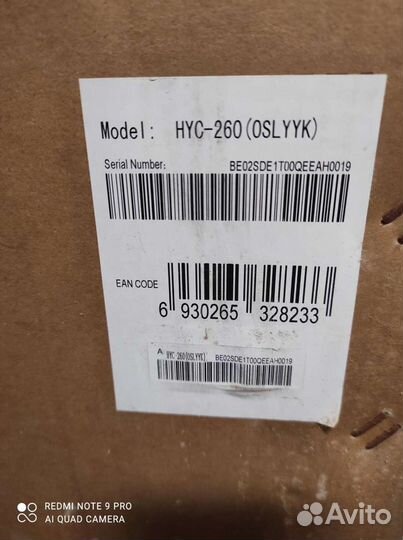 Model: HYC-260(OSLYYK)
Serial Number: BE02SDE1T00QEEAH0019
EAN CODE
6 930265 328233
A: HYC 260(OSLYYK) BE02SDE1T00QEEAH0019
REDMI NOTE 9 PRO
AI QUAD CAMERA
Avito